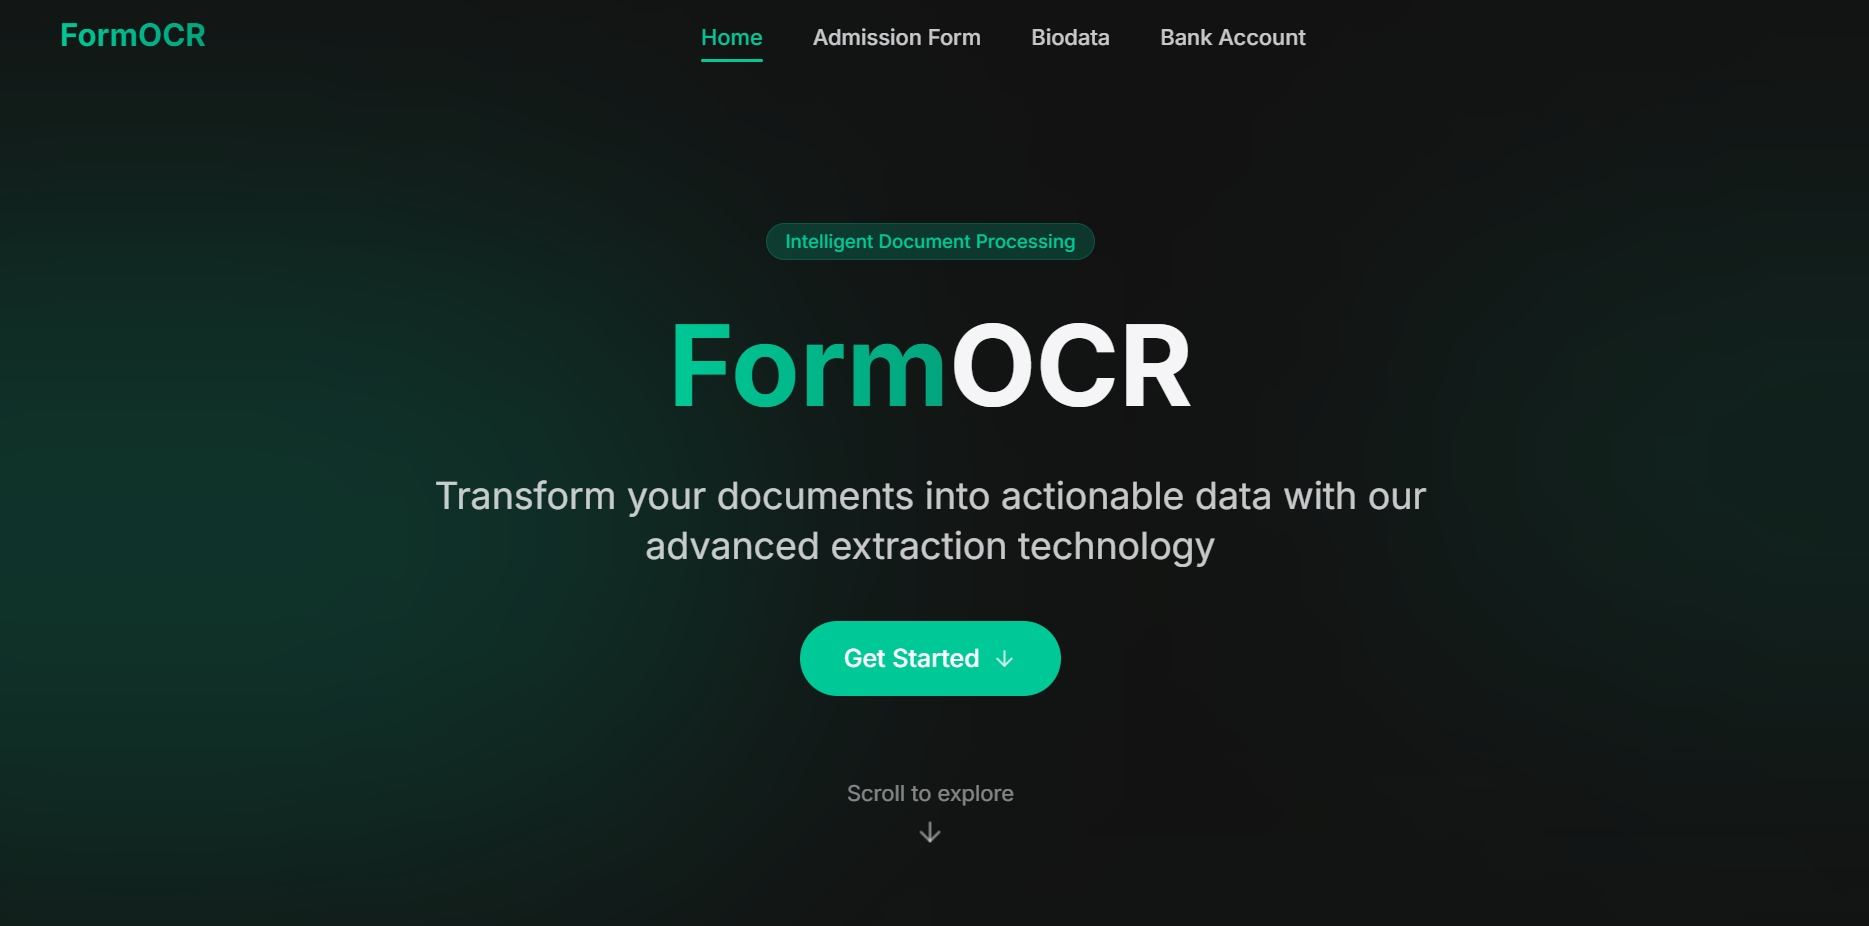 FormOCR
Home
Admission Form
Biodata
Bank Account
Intelligent Document Processing
FormOCR
Transform your documents into actionable data with our
advanced extraction technology
Get Started
Scroll to explore